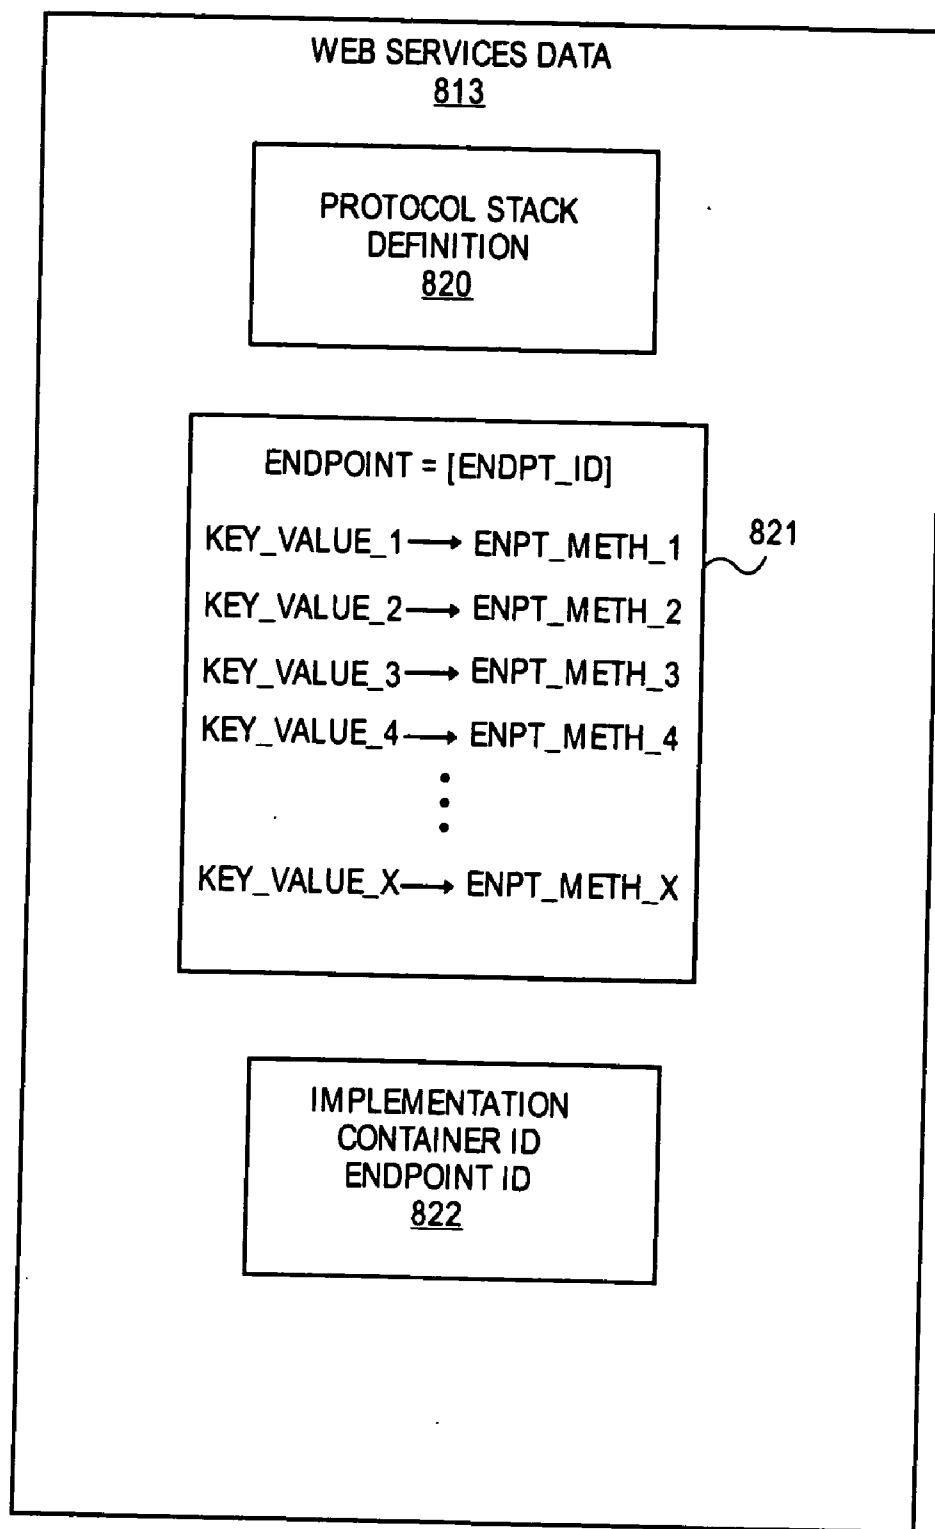 WEB SERVICES DATA
813
PROTOCOL STACK
DEFINITION
820
ENDPOINT = [ENDPT_ID]
KEY_VALUE_1 → ENPT_METH_1
821
KEY_VALUE_2 → ENPT_METH_2
KEY_VALUE_3 → ENPT_METH_3
KEY_VALUE_4 → ENPT_METH_4
KEY_VALUE_X → ENPT_METH_X
IMPLEMENTATION
CONTAINER ID
ENDPOINT ID
822